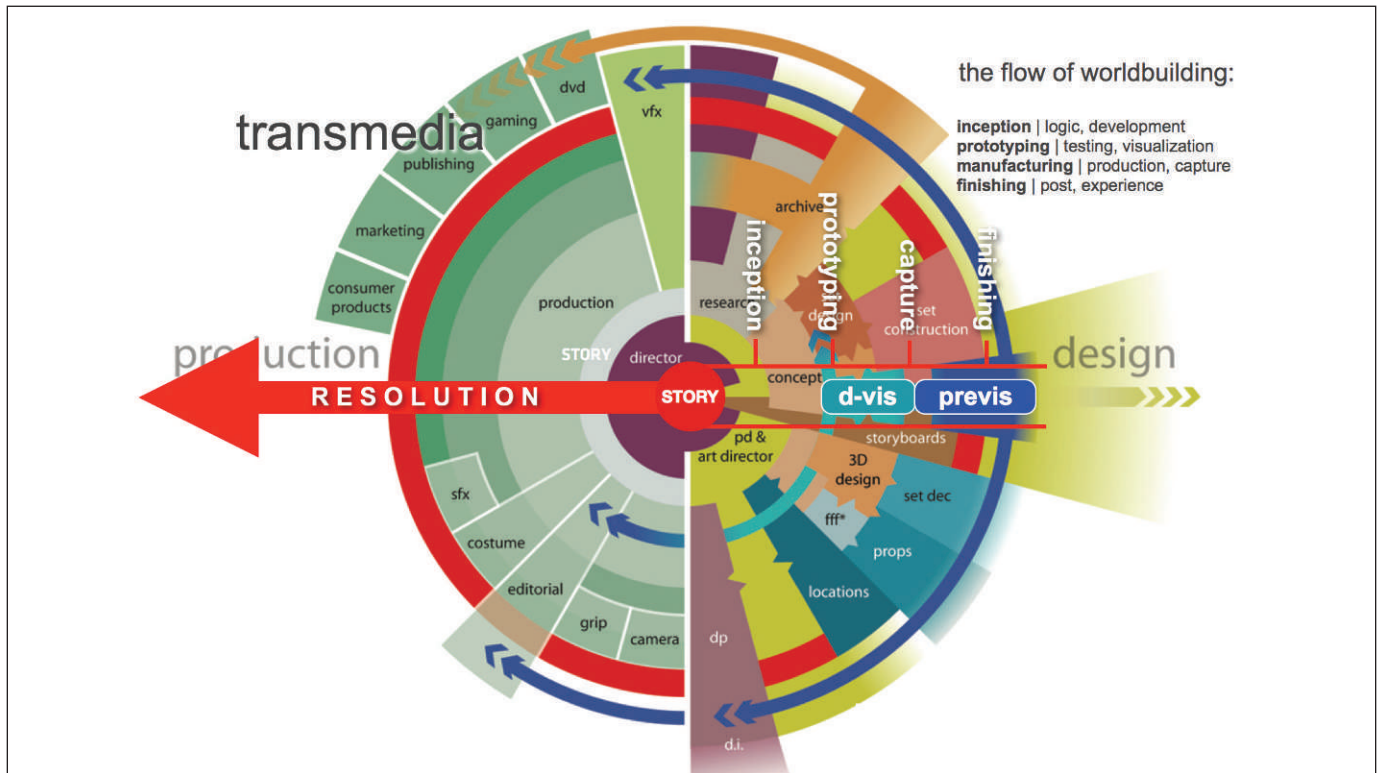 the flow of worldbuilding:
inception | logic, development
prototyping | testing, visualization
manufacturing | production, capture
finishing | post, experience
transmedia
dvd
gaming
publishing
marketing
consumer
products
vfx
production
production
STORY
director
RESOLUTION
STORY
sfx
costume
editorial
grip
camera
archive
research
inception
prototyping
capture
finishing
design
set
construction
concept
d-vis
previs
design
storyboards
pd &
art director
3D
design
fff*
set dec
props
locations
dp
d.i.